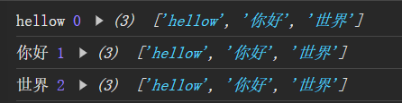 hellow 0 ▶ (3) ['hellow', '你好', '世界']
你好 1 ▶ (3) ['hellow', '你好', '世界']
世界 2 ▶ (3) ['hellow', '你好', '世界']